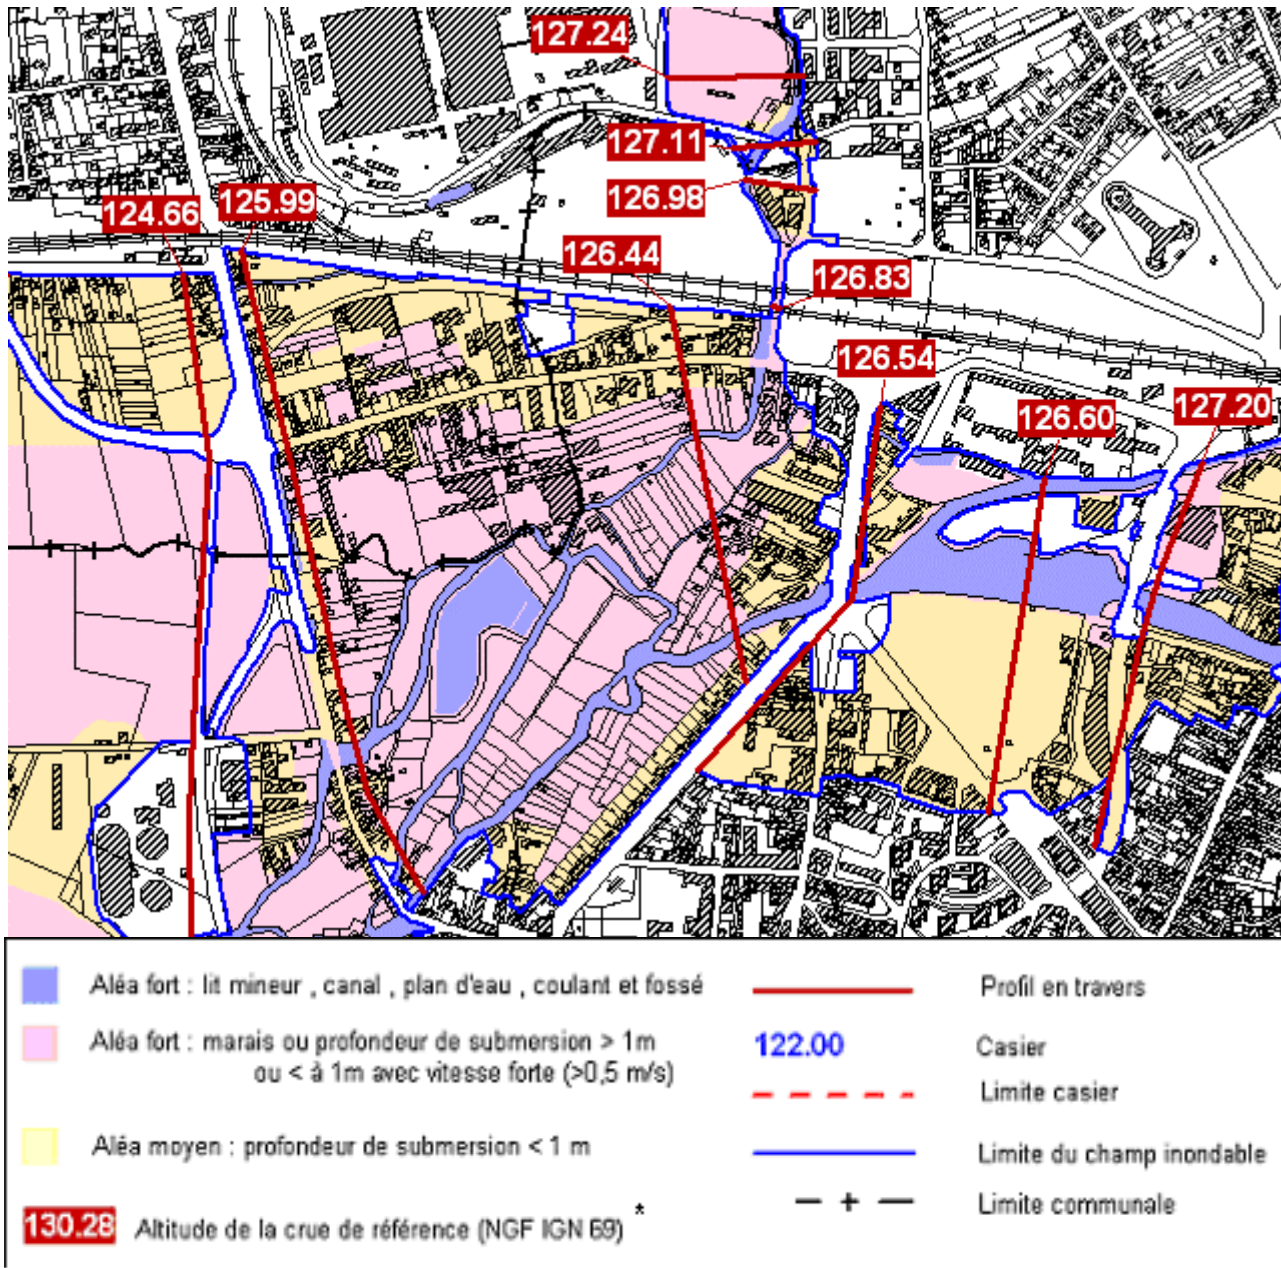 127.24
127.11
126.98
124.66
125.99
126.44
126.83
126.54
126.60
127.20
Aléa fort : lit mineur , canal , plan d'eau , coulant et fossé
Aléa fort : marais ou profondeur de submersion > 1m
ou < à 1m avec vitesse forte (>0,5 m/s)
Aléa moyen : profondeur de submersion < 1 m
130.28 Altitude de la crue de référence (NGF IGN 69) *
Profil en travers
122.00 Casier
Limite casier
Limite du champ inondable
Limite communale